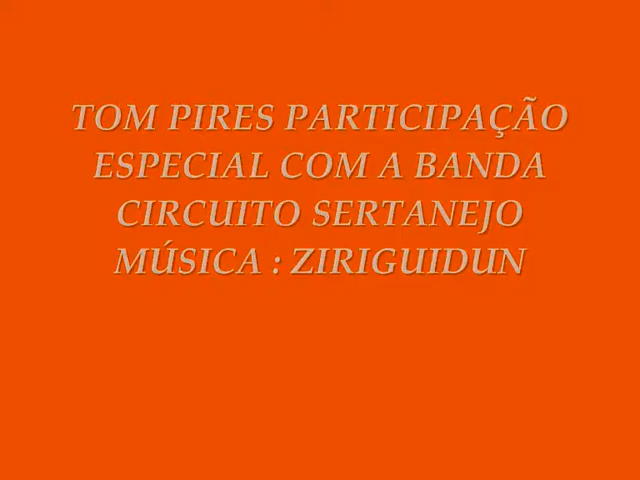 TOM PIRES PARTICIPAÇÃO
ESPECIAL COM A BANDA
CIRCUITO SERTANEJO
MÚSICA : ZIRIGUIDUN